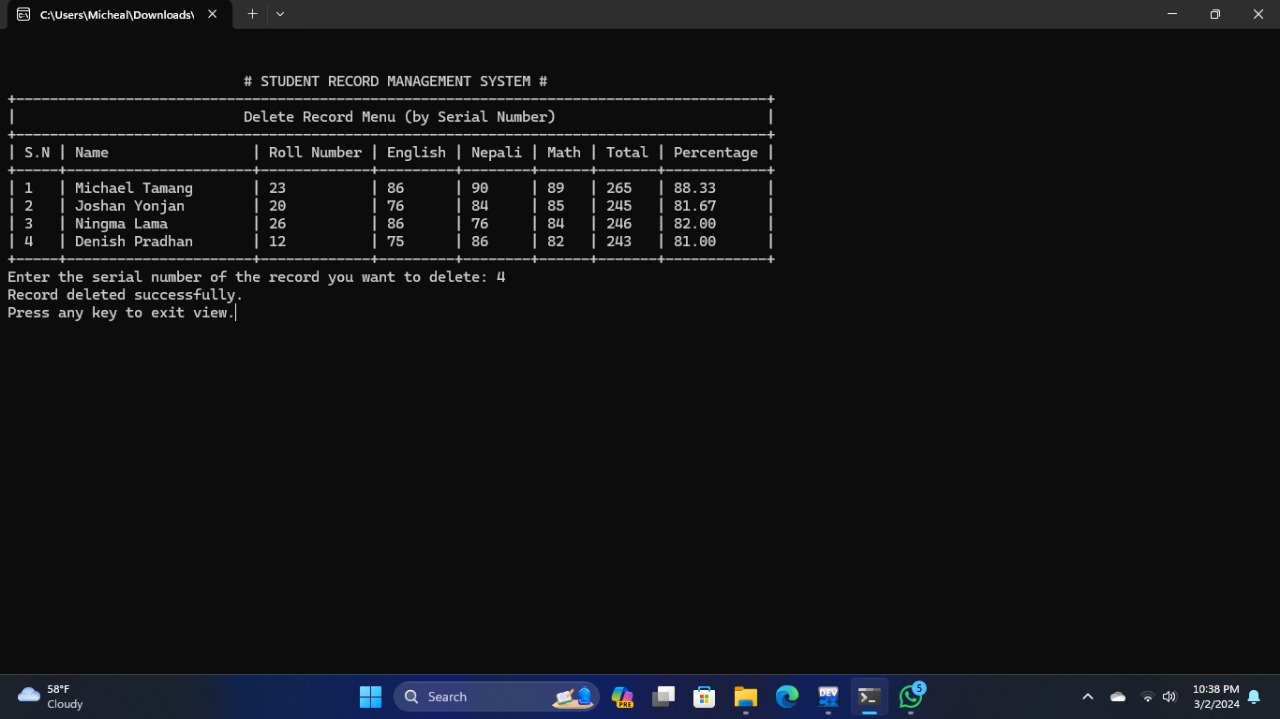 C:\Users\Micheal\Downloads\
# STUDENT RECORD MANAGEMENT SYSTEM #
Delete Record Menu (by Serial Number)
| S.N | Name | Roll Number | English | Nepali | Math | Total | Percentage |
| 1 | Michael Tamang | 23 | 86 | 90 | 89 | 265 | 88.33 |
| 2 | Joshan Yonjan | 20 | 76 | 84 | 85 | 245 | 81.67 |
| 3 | Ningma Lama | 26 | 86 | 76 | 84 | 246 | 82.00 |
| 4 | Denish Pradhan | 12 | 75 | 86 | 82 | 243 | 81.00 |
Enter the serial number of the record you want to delete: 4
Record deleted successfully.
Press any key to exit view.
58°F
Cloudy
Search
PRE
DEV
5
10:38 PM
3/2/2024